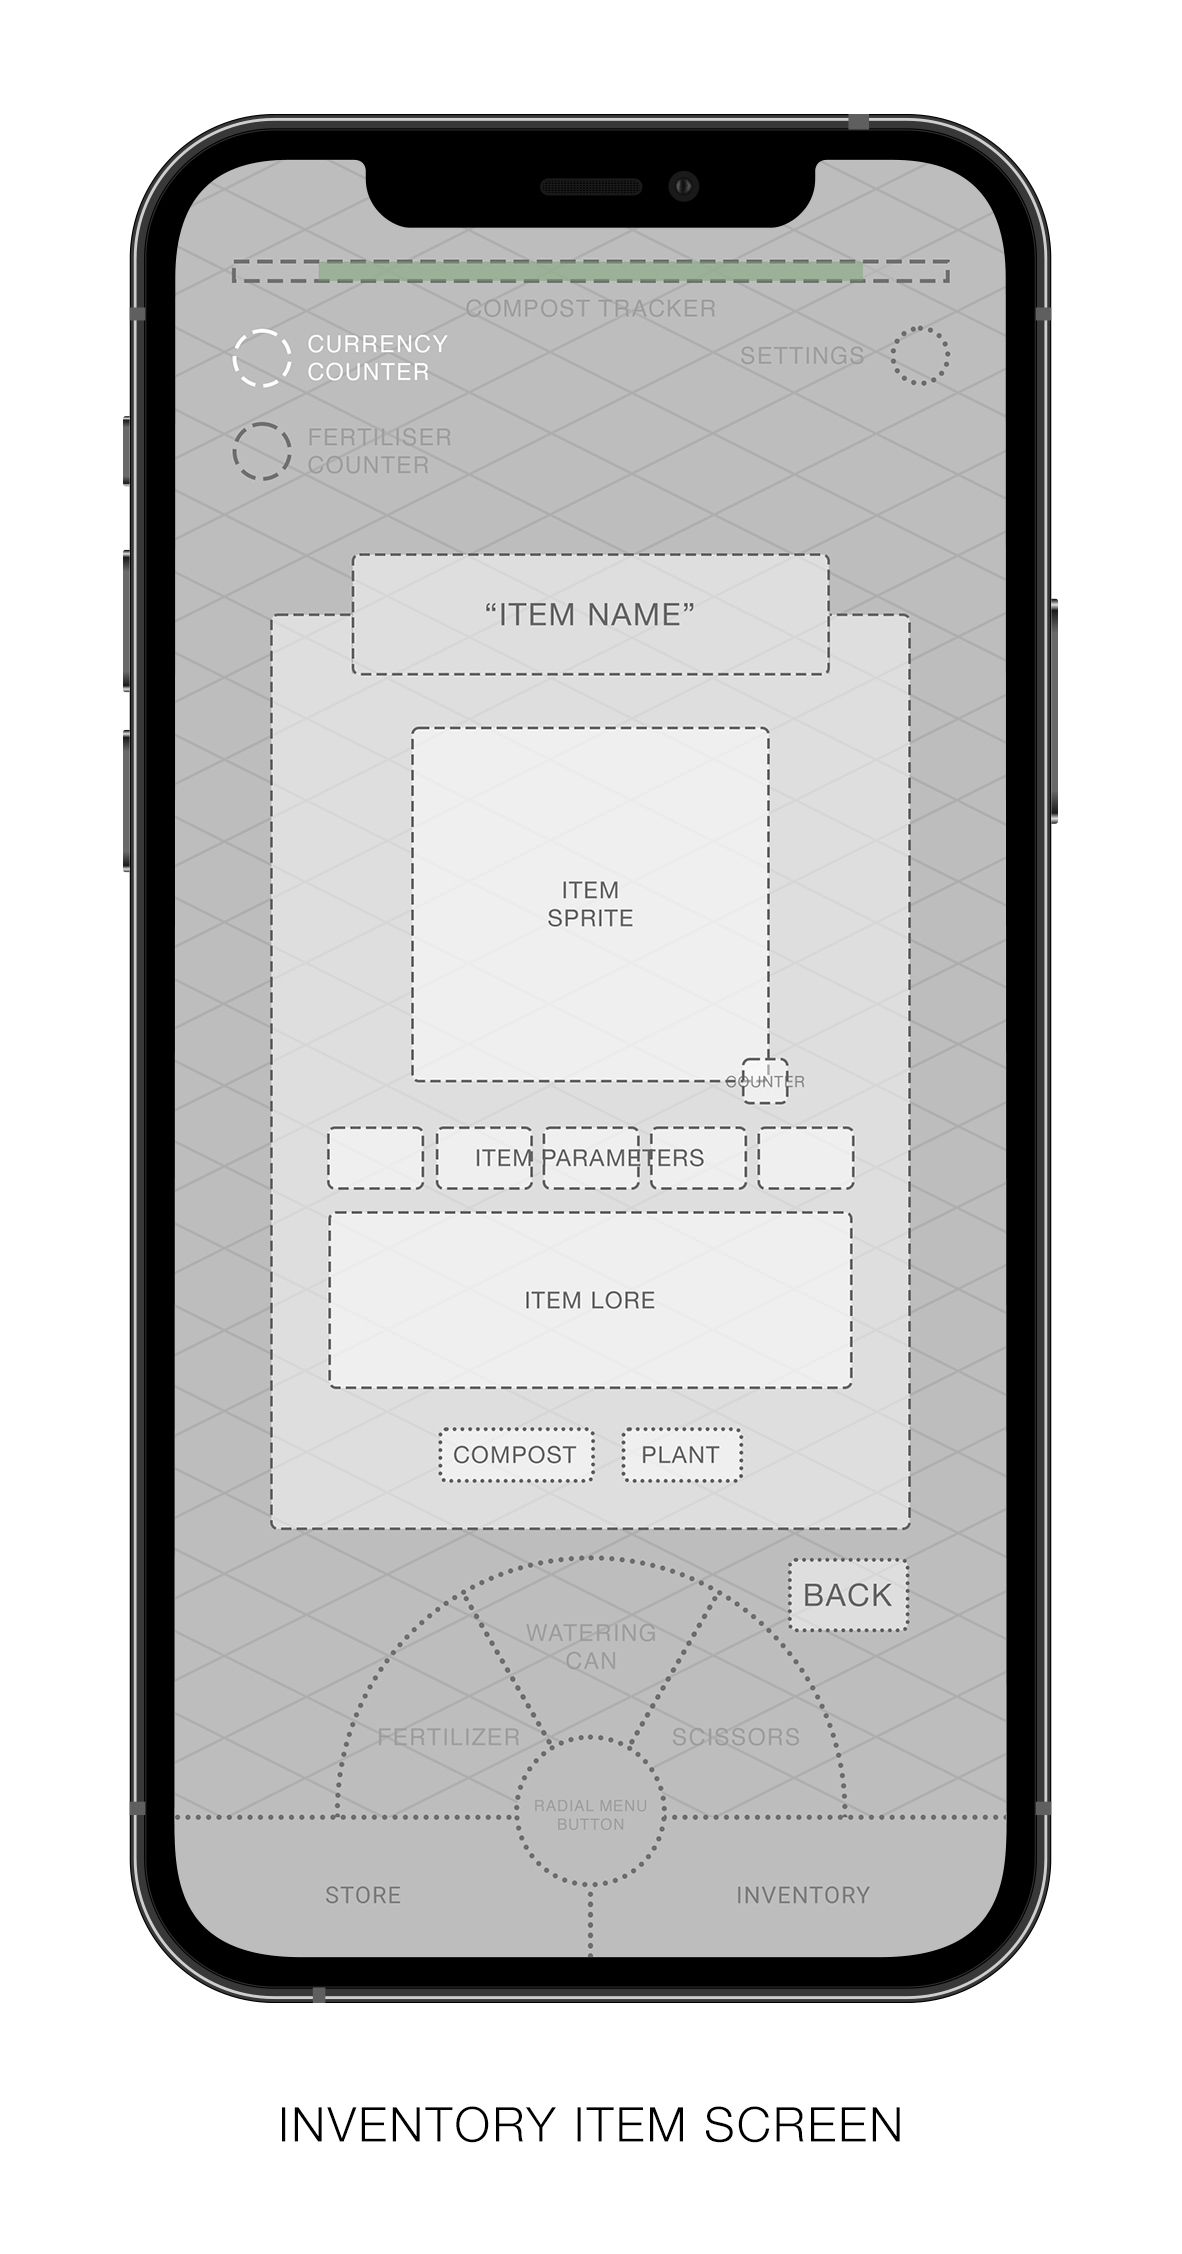 COMPOST TRACKER
CURRENCY
COUNTER
SETTINGS
FERTILISER
COUNTER
“ITEM NAME”
ITEM
SPRITE
COUNTER
ITEM PARAMETERS
ITEM LORE
COMPOST
PLANT
BACK
WATERING
CAN
FERTILIZER
SCISSORS
RADIAL MENU
BUTTON
STORE
INVENTORY
INVENTORY ITEM SCREEN